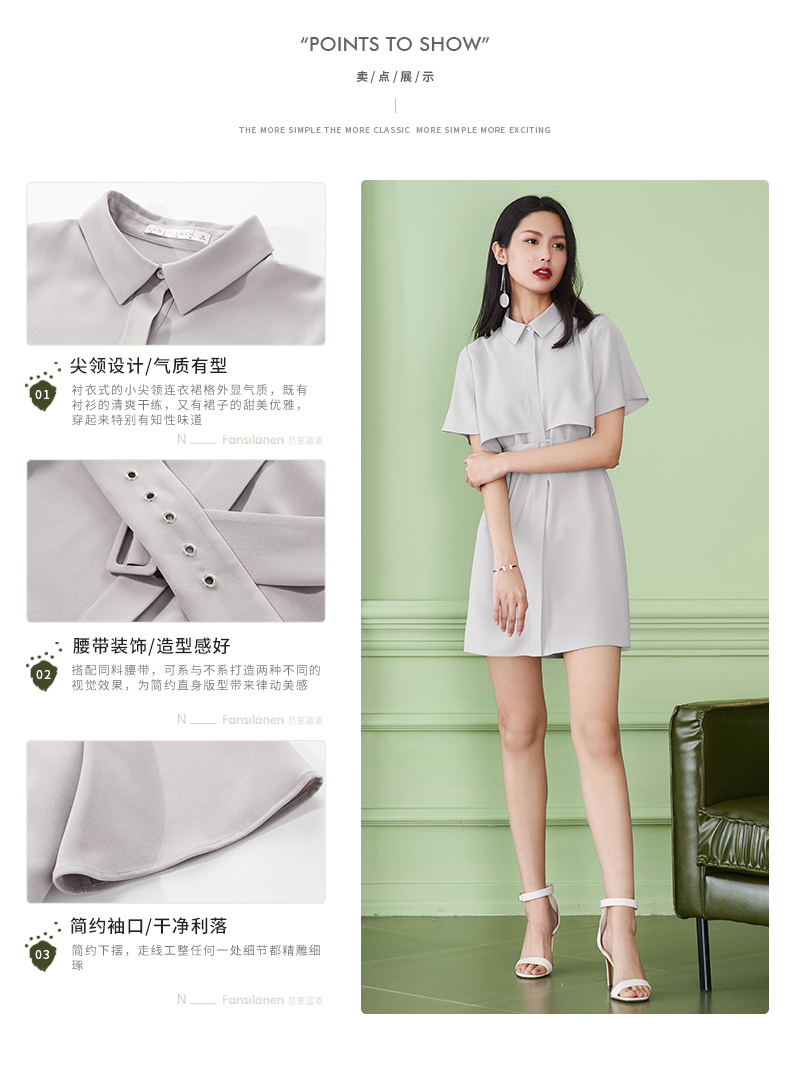 “POINTS TO SHOW”
卖/点/展/示
THE MORE SIMPLE THE MORE CLASSIC MORE SIMPLE MORE EXCITING
01
尖领设计/气质有型
衬衣式的小尖领连衣裙格外显气质，既有
衬衫的清爽干练，又有裙子的甜美优雅，
穿起来特别有知性味道
N ____ Fansilanen 范思蓝恩
02
腰带装饰/造型感好
搭配同料腰带，可系与不系打造两种不同的
视觉效果，为简约直身版型带来律动美感
N ____ Fansilanen 范思蓝恩
03
简约袖口/干净利落
简约下摆，走线工整任何一处细节都精雕细
琢
N ____ Fansilanen 范思蓝恩